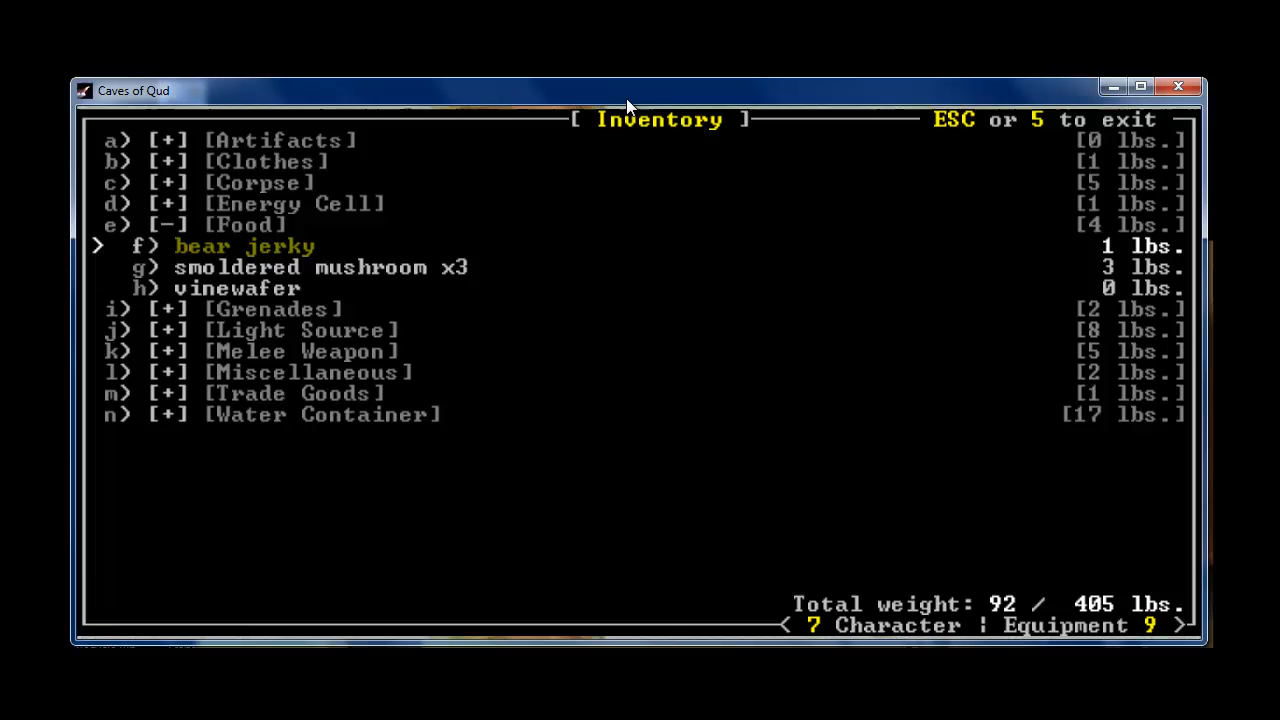 Caves of Qud
[ Inventory ] ESC or 5 to exit
a) [+] [Artifacts] [0 lbs.]
b) [+] [Clothes] [1 lbs.]
c) [+] [Corpse] [5 lbs.]
d) [+] [Energy Cell] [1 lbs.]
e) [-] [Food] [4 lbs.]
> f) bear jerky 1 lbs.
g) smoldered mushroom x3 3 lbs.
h) vinewafer 0 lbs.
i) [+] [Grenades] [2 lbs.]
j) [+] [Light Source] [8 lbs.]
k) [+] [Melee Weapon] [5 lbs.]
l) [+] [Miscellaneous] [2 lbs.]
m) [+] [Trade Goods] [1 lbs.]
n) [+] [Water Container] [17 lbs.]
Total weight: 92 / 405 lbs.
< 7 Character | Equipment 9 >